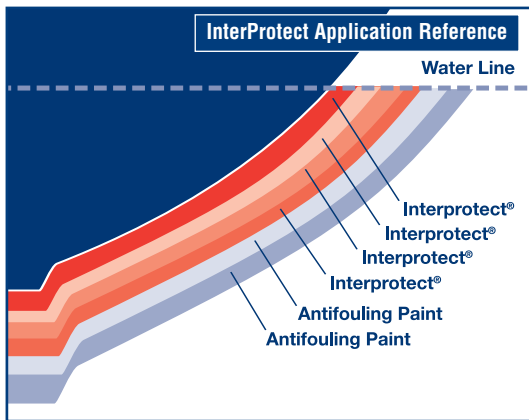 InterProtect Application Reference
Water Line
Interprotect®
Interprotect®
Interprotect®
Interprotect®
Antifouling Paint
Antifouling Paint